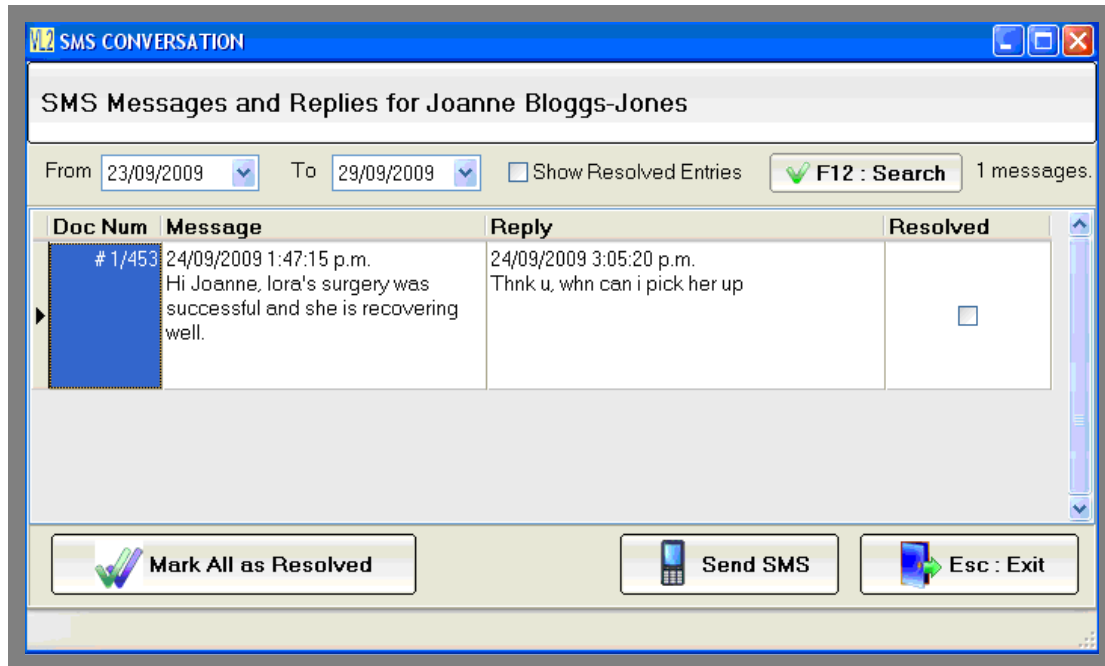 VL2 SMS CONVERSATION
SMS Messages and Replies for Joanne Bloggs-Jones
From 23/09/2009 To 29/09/2009 Show Resolved Entries F12 : Search 1 messages.
Doc Num Message Reply Resolved
# 1/453 24/09/2009 1:47:15 p.m. 24/09/2009 3:05:20 p.m.
Hi Joanne, lora's surgery was Thnk u, whn can i pick her up
successful and she is recovering
well.
Mark All as Resolved Send SMS Esc : Exit